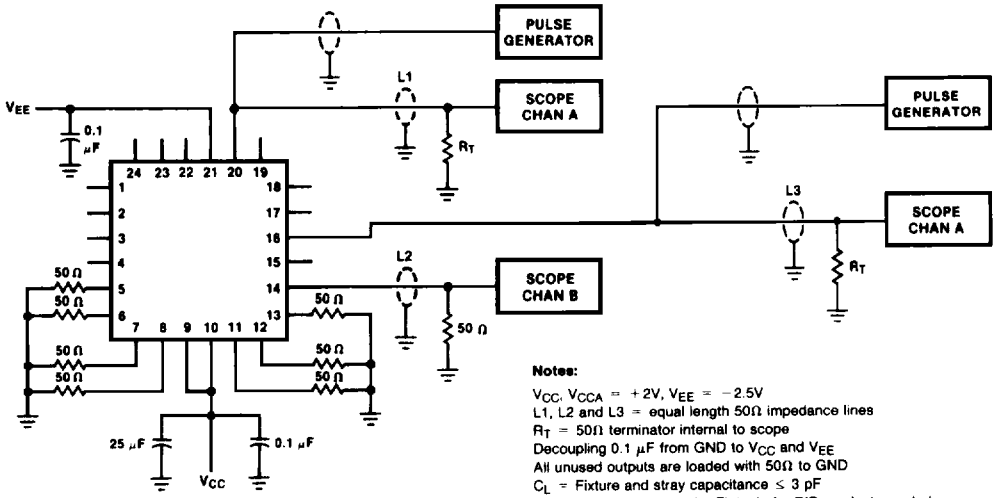 PULSE
GENERATOR
L1
SCOPE
CHAN A
RT
VEE
0.1
μF
PULSE
GENERATOR
24 23 22 21 20 19
1
2
3
4
5
6
18
17
16
15
14
13
7 8 9 10 11 12
L3
SCOPE
CHAN A
RT
L2
SCOPE
CHAN B
50 Ω
50 Ω
50 Ω
50 Ω
50 Ω
50 Ω
50 Ω
50 Ω
25 μF
0.1 μF
VCC
Notes:
VCC, VCCA = +2V, VEE = −2.5V
L1, L2 and L3 = equal length 50Ω impedance lines
RT = 50Ω terminator internal to scope
Decoupling 0.1 μF from GND to VCC and VEE
All unused outputs are loaded with 50Ω to GND
CL = Fixture and stray capacitance ≤ 3 pF